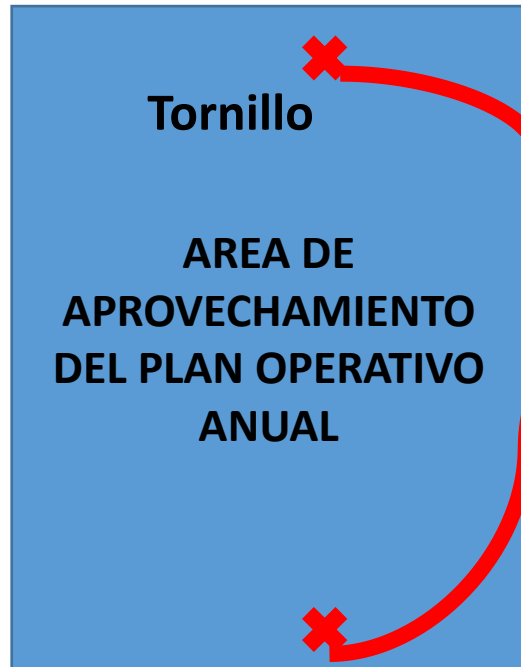 Tornillo
AREA DE
APROVECHAMIENTO
DEL PLAN OPERATIVO
ANUAL